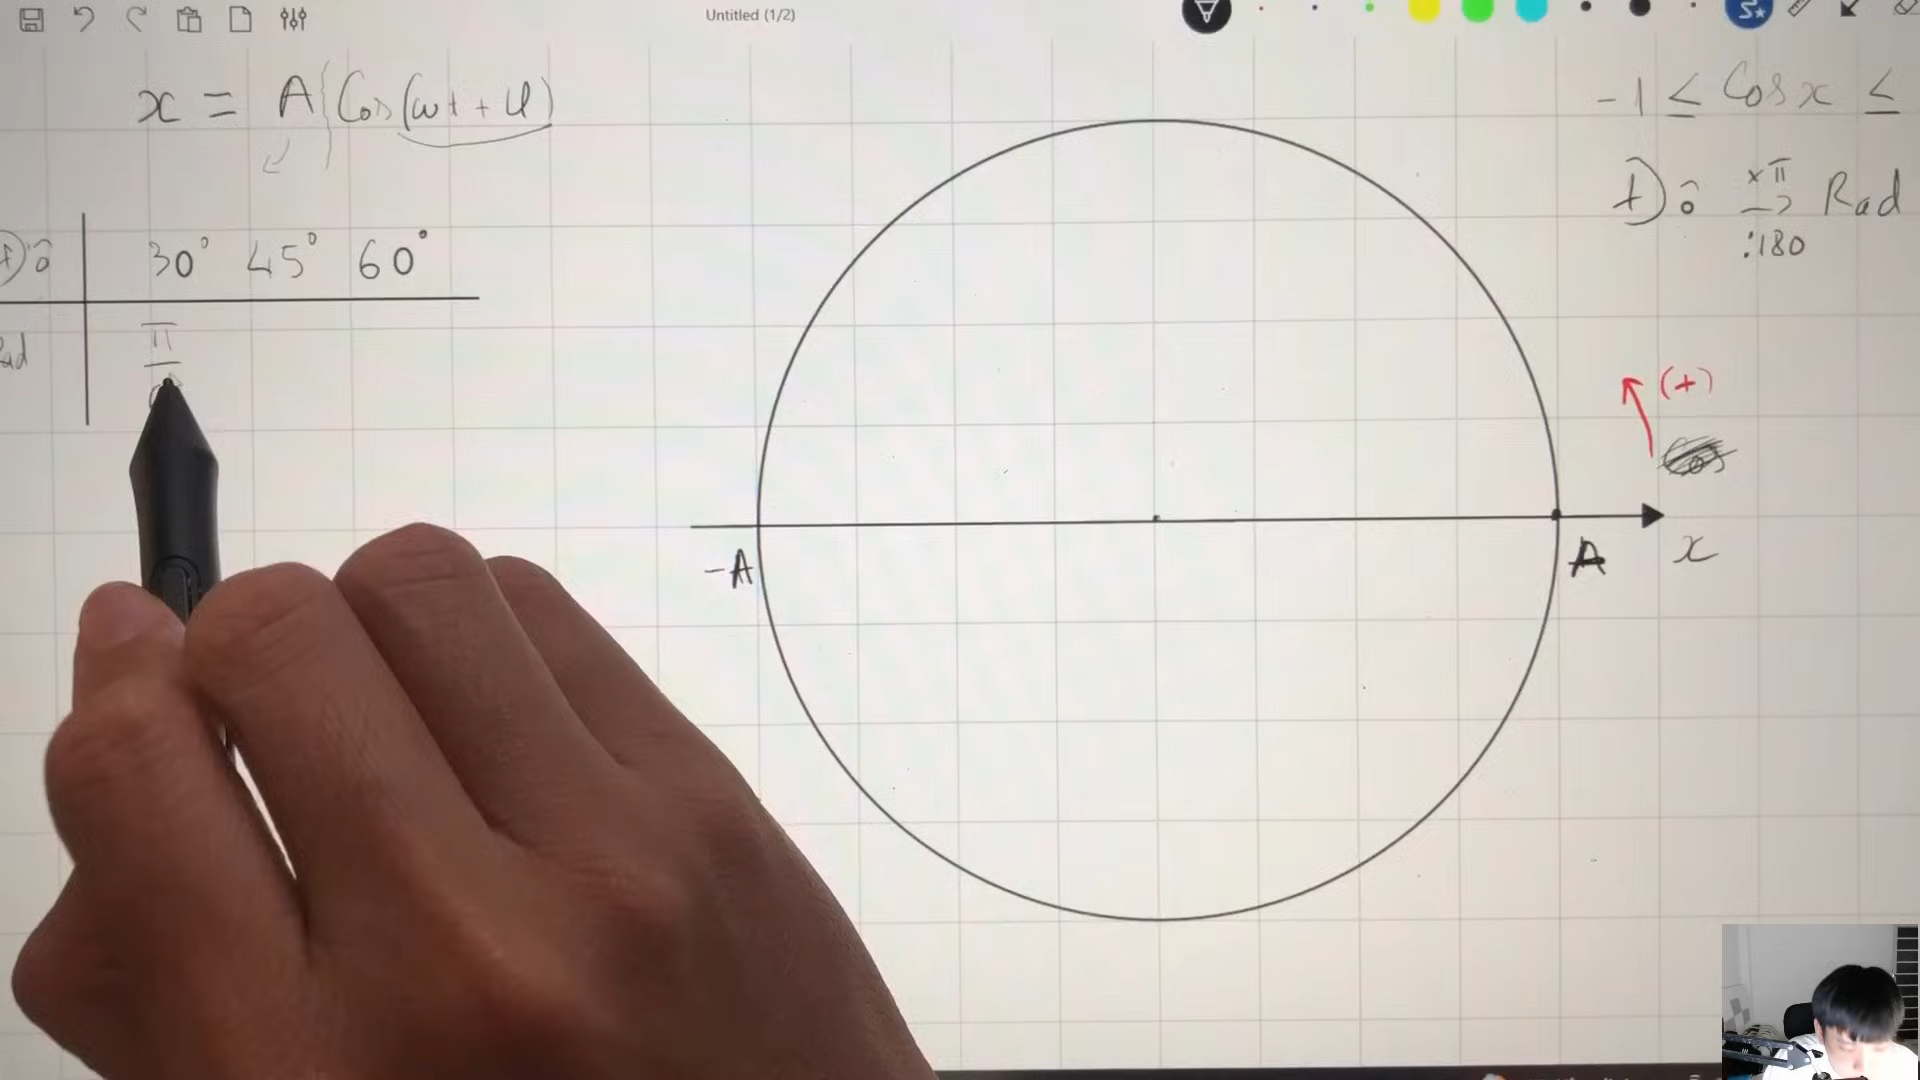 Untitled (1/2)
x = A{ Cos (ωt + φ)
-1 ≤ Cos x ≤
Độ ×π → :180 Rad
Độ 30° 45° 60°
Rad π
(+)
-A A x